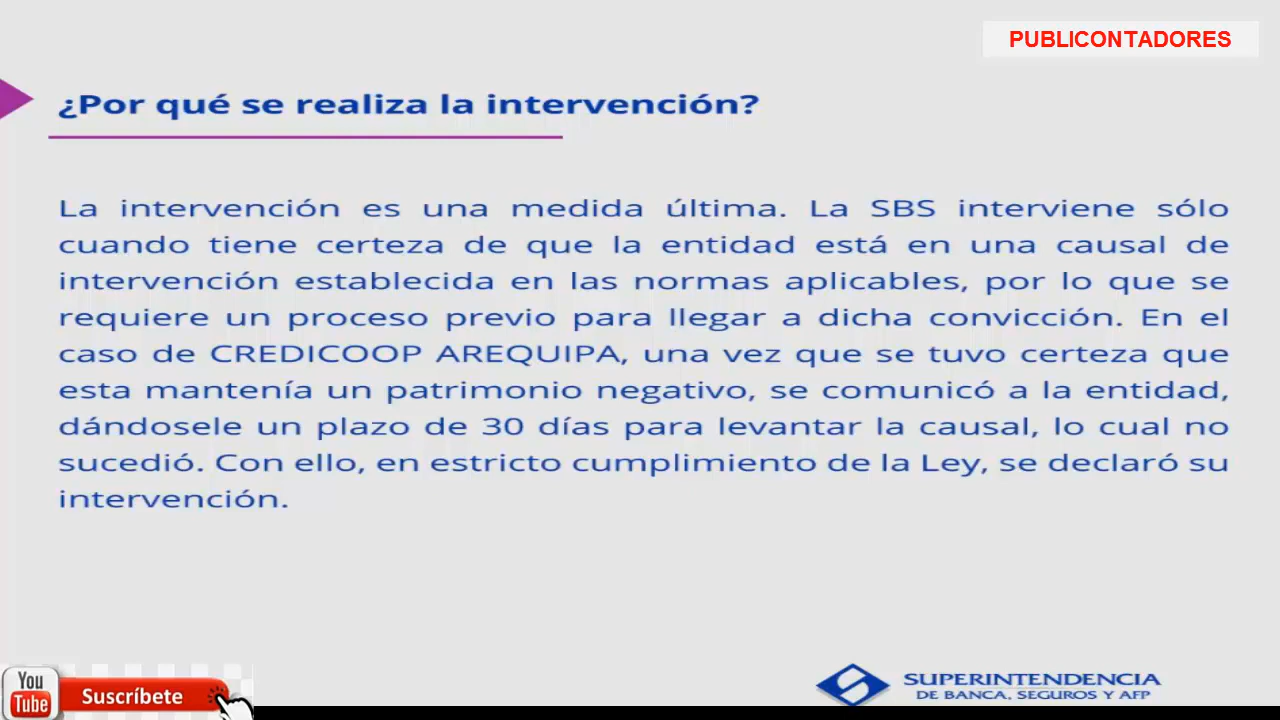 PUBLICONTADORES
¿Por qué se realiza la intervención?
La intervención es una medida última. La SBS interviene sólo
cuando tiene certeza de que la entidad está en una causal de
intervención establecida en las normas aplicables, por lo que se
requiere un proceso previo para llegar a dicha convicción. En el
caso de CREDICOOP AREQUIPA, una vez que se tuvo certeza que
esta mantenía un patrimonio negativo, se comunicó a la entidad,
dándosele un plazo de 30 días para levantar la causal, lo cual no
sucedió. Con ello, en estricto cumplimiento de la Ley, se declaró su
intervención.
You
Tube
Suscríbete
SUPERINTENDENCIA
DE BANCA, SEGUROS Y AFP